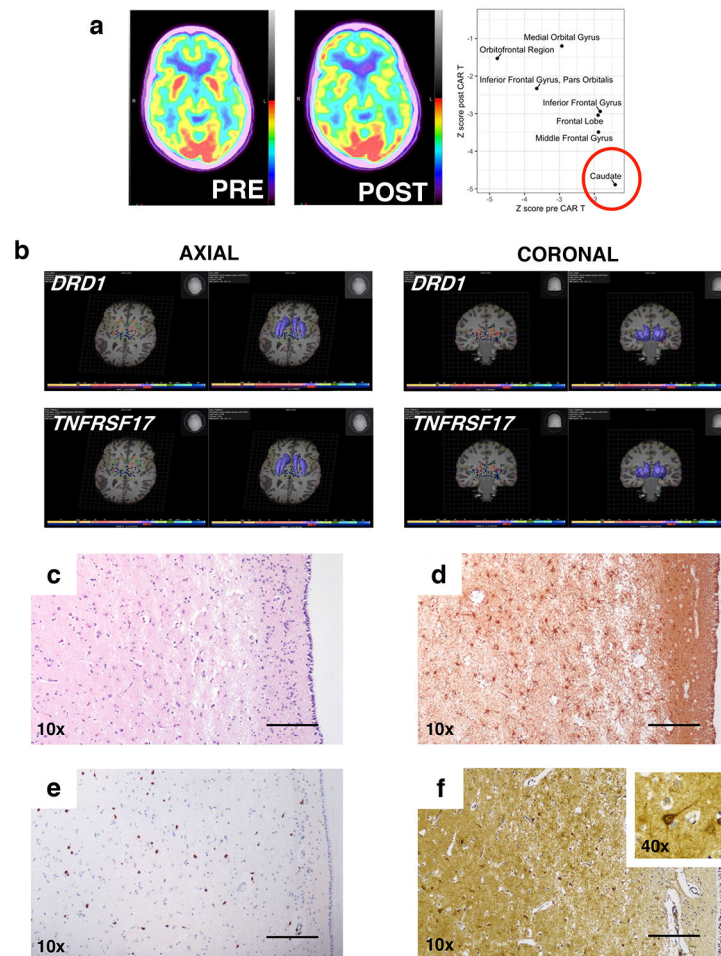 a
R
L
PRE
R
L
POST
Z score post CAR T
-1
-2
-3
-4
-5
Medial Orbital Gyrus
Orbitofrontal Region
Inferior Frontal Gyrus, Pars Orbitalis
Inferior Frontal Gyrus
Frontal Lobe
Middle Frontal Gyrus
Caudate
-5
-4
-3
-2
Z score pre CAR T
b
AXIAL
CORONAL
DRD1
DRD1
TNFRSF17
TNFRSF17
c
10x
d
10x
e
10x
f
40x
10x